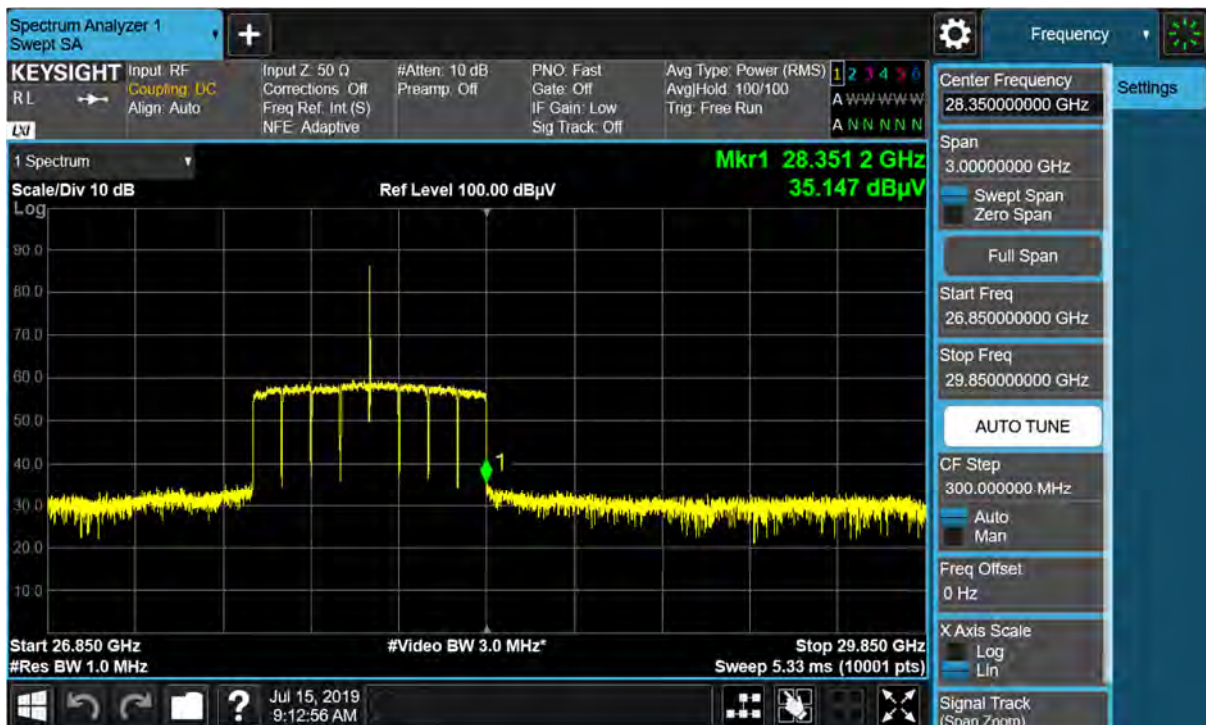 Spectrum Analyzer 1
Swept SA
Frequency
KEYSIGHT
R L
LXI
Input: RF
Coupling: DC
Align: Auto
Input Z: 50 Ω
Corrections: Off
Freq Ref: Int (S)
NFE: Adaptive
#Atten: 10 dB
Preamp: Off
PNO: Fast
Gate: Off
IF Gain: Low
Sig Track: Off
Avg Type: Power (RMS)
Avg|Hold: 100/100
Trig: Free Run
1 2 3 4 5 6
A W W W W W
A N N N N N
1 Spectrum
Mkr1 28.351 2 GHz
Scale/Div 10 dB
Ref Level 100.00 dBµV
35.147 dBµV
Log
90.0
80.0
70.0
60.0
50.0
40.0
30.0
20.0
10.0
1
Start 26.850 GHz
#Video BW 3.0 MHz*
Stop 29.850 GHz
#Res BW 1.0 MHz
Sweep 5.33 ms (10001 pts)
?
Jul 15, 2019
9:12:56 AM
Center Frequency
28.350000000 GHz
Settings
Span
3.00000000 GHz
Swept Span
Zero Span
Full Span
Start Freq
26.850000000 GHz
Stop Freq
29.850000000 GHz
AUTO TUNE
CF Step
300.000000 MHz
Auto
Man
Freq Offset
0 Hz
X Axis Scale
Log
Lin
Signal Track
(Span Zoom)